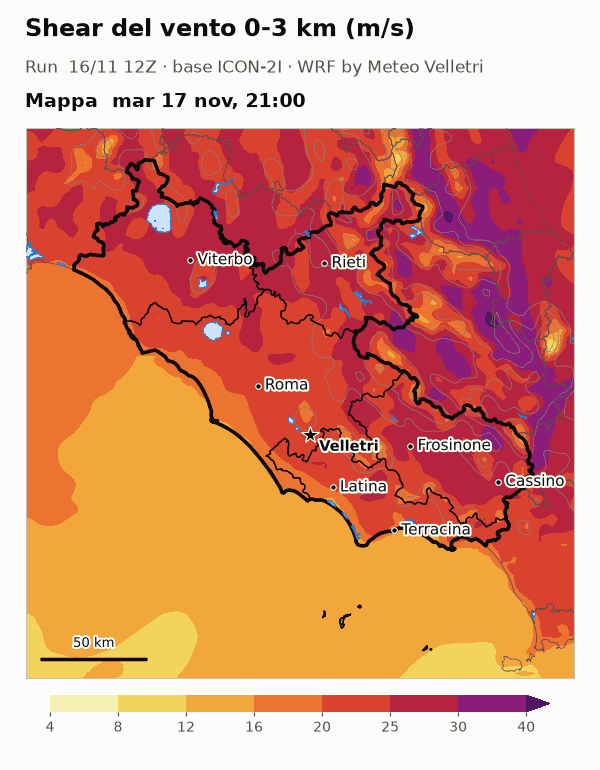 Shear del vento 0-3 km (m/s)
Run  16/11 12Z · base ICON-2I · WRF by Meteo Velletri
Mappa  mar 17 nov, 21:00
Viterbo
Rieti
Roma
Velletri
Frosinone
Cassino
Latina
Terracina
50 km
4 8 12 16 20 25 30 40